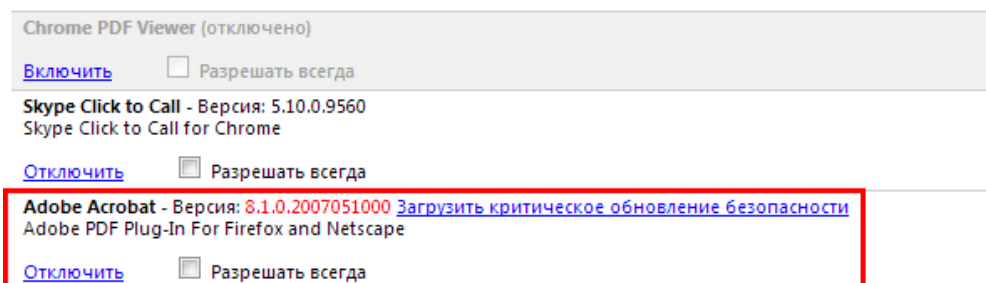 Chrome PDF Viewer (отключено)
Включить Разрешать всегда
Skype Click to Call - Версия: 5.10.0.9560
Skype Click to Call for Chrome
Отключить Разрешать всегда
Adobe Acrobat - Версия: 8.1.0.2007051000 Загрузить критическое обновление безопасности
Adobe PDF Plug-In For Firefox and Netscape
Отключить Разрешать всегда